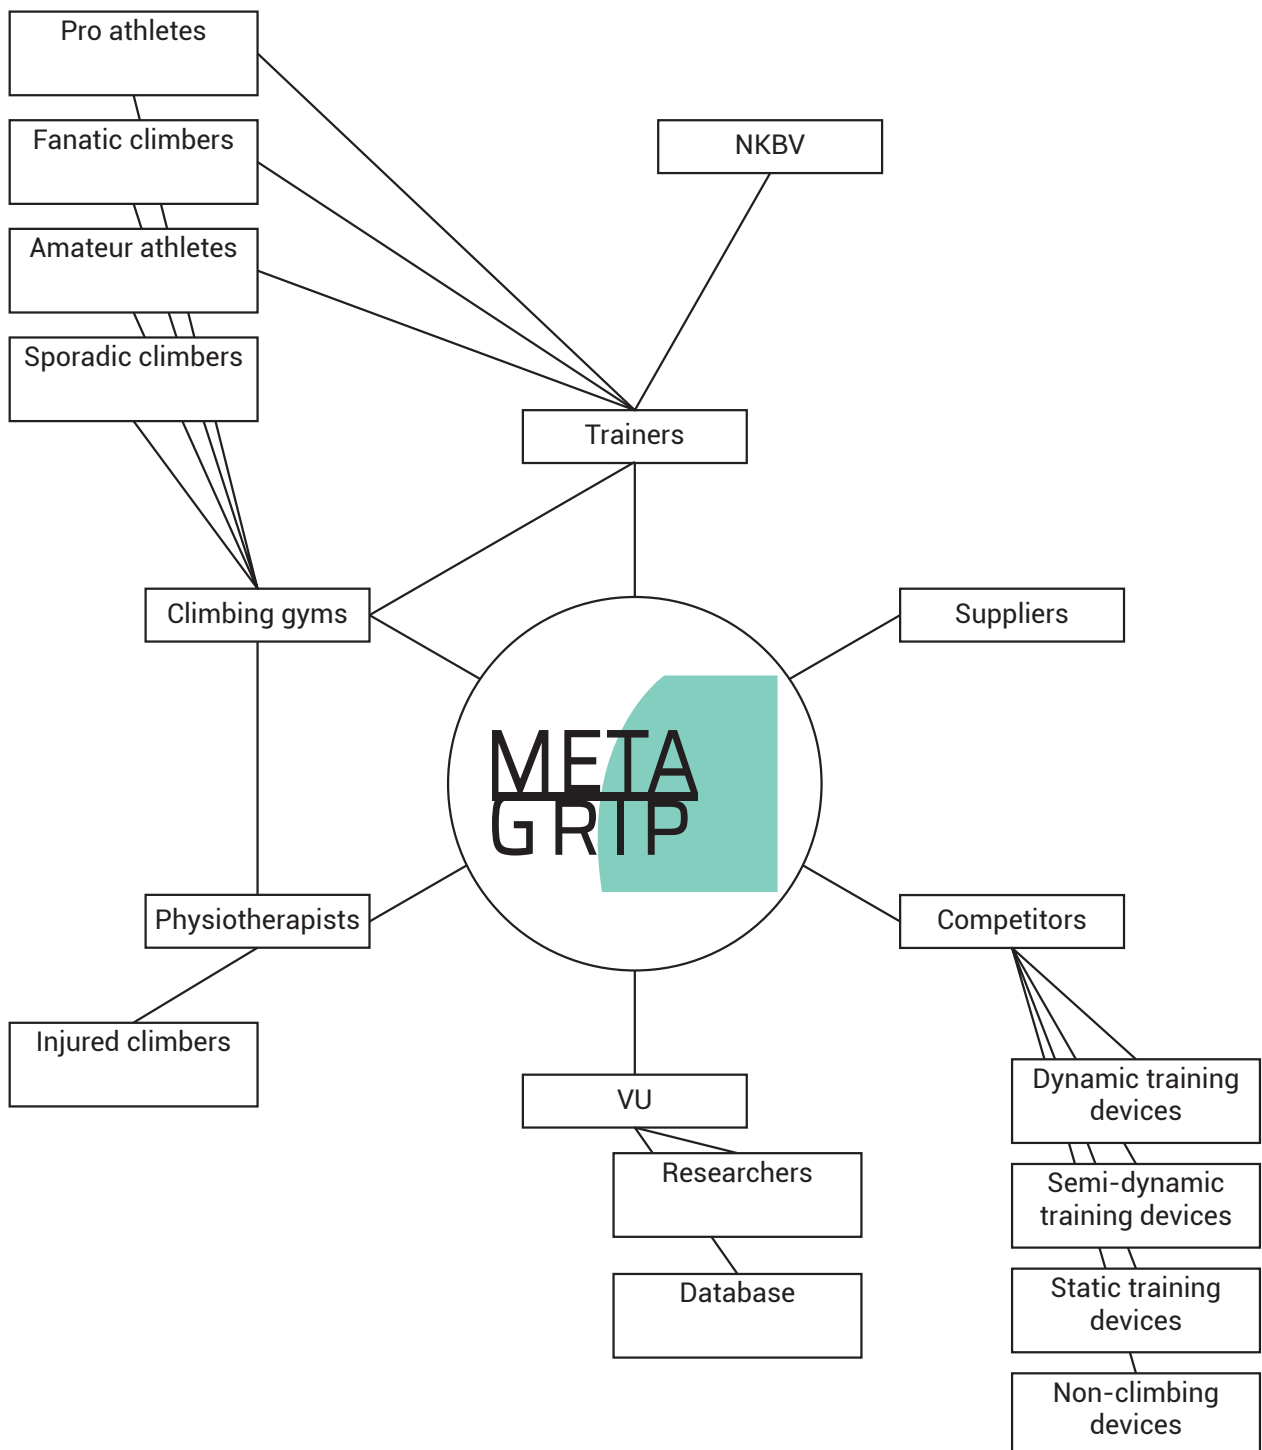 Pro athletes
Fanatic climbers
NKBV
Amateur athletes
Sporadic climbers
Trainers
Climbing gyms
Suppliers
META
GRIP
Physiotherapists
Competitors
Injured climbers
VU
Researchers
Database
Dynamic training
devices
Semi-dynamic
training devices
Static training
devices
Non-climbing
devices